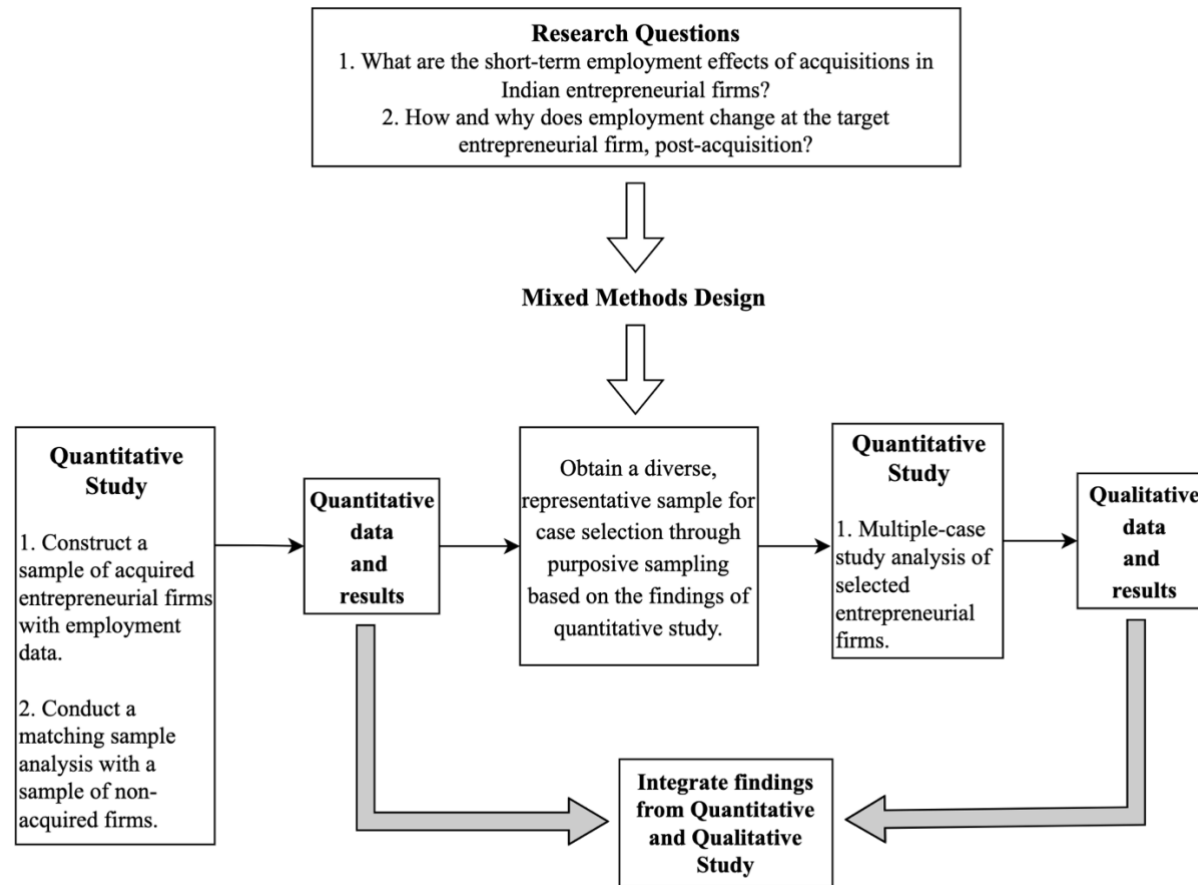 Research Questions
1. What are the short-term employment effects of acquisitions in
Indian entrepreneurial firms?
2. How and why does employment change at the target
entrepreneurial firm, post-acquisition?
Mixed Methods Design
Quantitative
Study
1. Construct a
sample of acquired
entrepreneurial firms
with employment
data.
2. Conduct a
matching sample
analysis with a
sample of non-
acquired firms.
Quantitative
data
and
results
Obtain a diverse,
representative sample for
case selection through
purposive sampling
based on the findings of
quantitative study.
Quantitative
Study
1. Multiple-case
study analysis of
selected
entrepreneurial
firms.
Qualitative
data
and
results
Integrate findings
from Quantitative
and Qualitative
Study